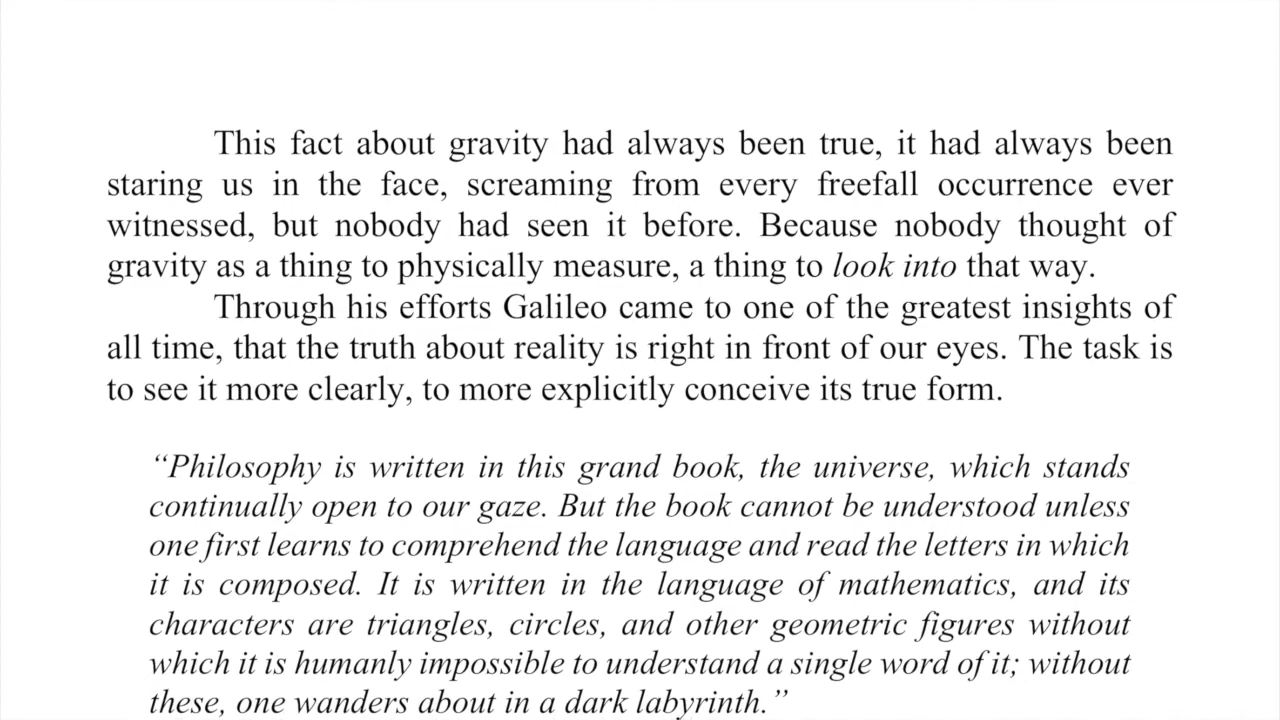 This fact about gravity had always been true, it had always been
staring us in the face, screaming from every freefall occurrence ever
witnessed, but nobody had seen it before. Because nobody thought of
gravity as a thing to physically measure, a thing to look into that way.
Through his efforts Galileo came to one of the greatest insights of
all time, that the truth about reality is right in front of our eyes. The task is
to see it more clearly, to more explicitly conceive its true form.
“Philosophy is written in this grand book, the universe, which stands
continually open to our gaze. But the book cannot be understood unless
one first learns to comprehend the language and read the letters in which
it is composed. It is written in the language of mathematics, and its
characters are triangles, circles, and other geometric figures without
which it is humanly impossible to understand a single word of it; without
these, one wanders about in a dark labyrinth.”